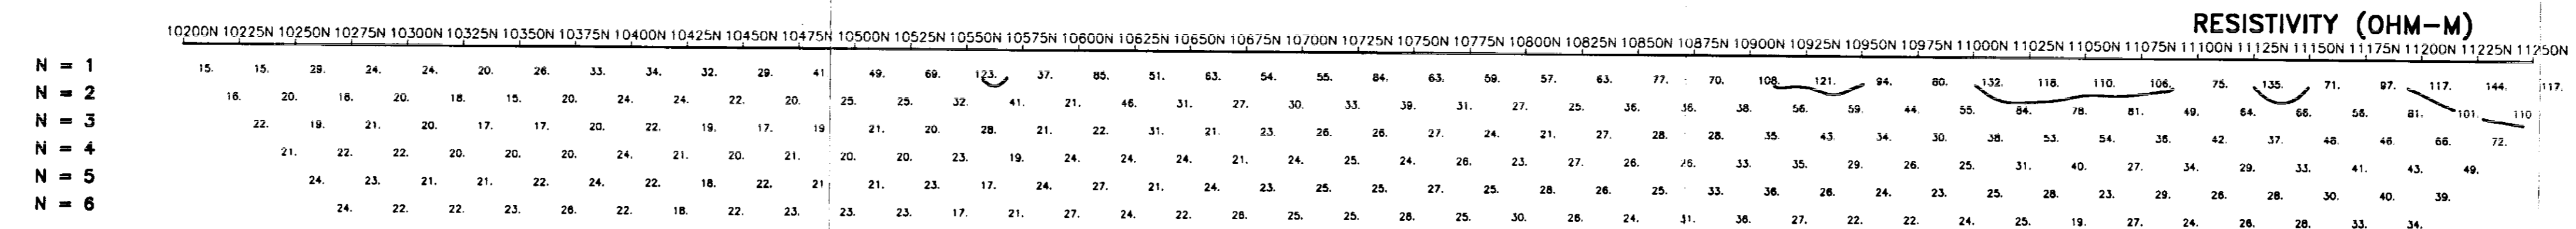 RESISTIVITY (OHM-M)
10200N 10225N 10250N 10275N 10300N 10325N 10350N 10375N 10400N 10425N 10450N 10475N 10500N 10525N 10550N 10575N 10600N 10625N 10650N 10675N 10700N 10725N 10750N 10775N 10800N 10825N 10850N 10875N 10900N 10925N 10950N 10975N 11000N 11025N 11050N 11075N 11100N 11125N 11150N 11175N 11200N 11225N 11250N
N = 1 15. 15. 29. 24. 24. 20. 26. 33. 34. 32. 29. 41 49. 69. 123. 37. 85. 51. 63. 54. 55. 84. 63. 59. 57. 63. 77. 70. 108. 121. 94. 80. 132. 118. 110. 106. 75. 135. 71. 97. 117. 144. 117.
N = 2 16. 20. 18. 20. 18. 15. 20. 24. 24. 22. 20. 25. 25. 32. 41. 21. 46. 31. 27. 30. 33. 39. 31. 27. 25. 36. 36. 38. 56. 59. 44. 55. 84. 78. 81. 49. 64. 66. 56. 81. 101. 110
N = 3 22. 19. 21. 20. 17. 17. 20. 22. 19. 17. 19 21. 20. 28. 21. 22. 31. 21. 23. 26. 26. 27. 24. 21. 27. 28. 28. 35. 43. 34. 30. 38. 53. 54. 36. 42. 37. 48. 46. 66. 72.
N = 4 21. 22. 22. 20. 20. 20. 24. 21. 20. 21. 20. 20. 23. 19. 24. 24. 24. 21. 24. 25. 24. 26. 23. 27. 26. 33. 35. 29. 26. 25. 31. 40. 27. 34. 29. 33. 41. 43. 49.
N = 5 24. 23. 21. 21. 22. 24. 22. 18. 22. 21 21. 23. 17. 24. 27. 21. 24. 23. 25. 25. 27. 25. 28. 26. 25. 33. 36. 26. 24. 23. 25. 28. 23. 29. 26. 28. 30. 40. 39.
N = 6 24. 22. 22. 23. 26. 22. 18. 22. 23. 23. 23. 17. 21. 27. 24. 22. 26. 25. 25. 28. 25. 30. 26. 24. 31. 36. 27. 22. 22. 24. 25. 19. 27. 24. 26. 28. 33. 34.